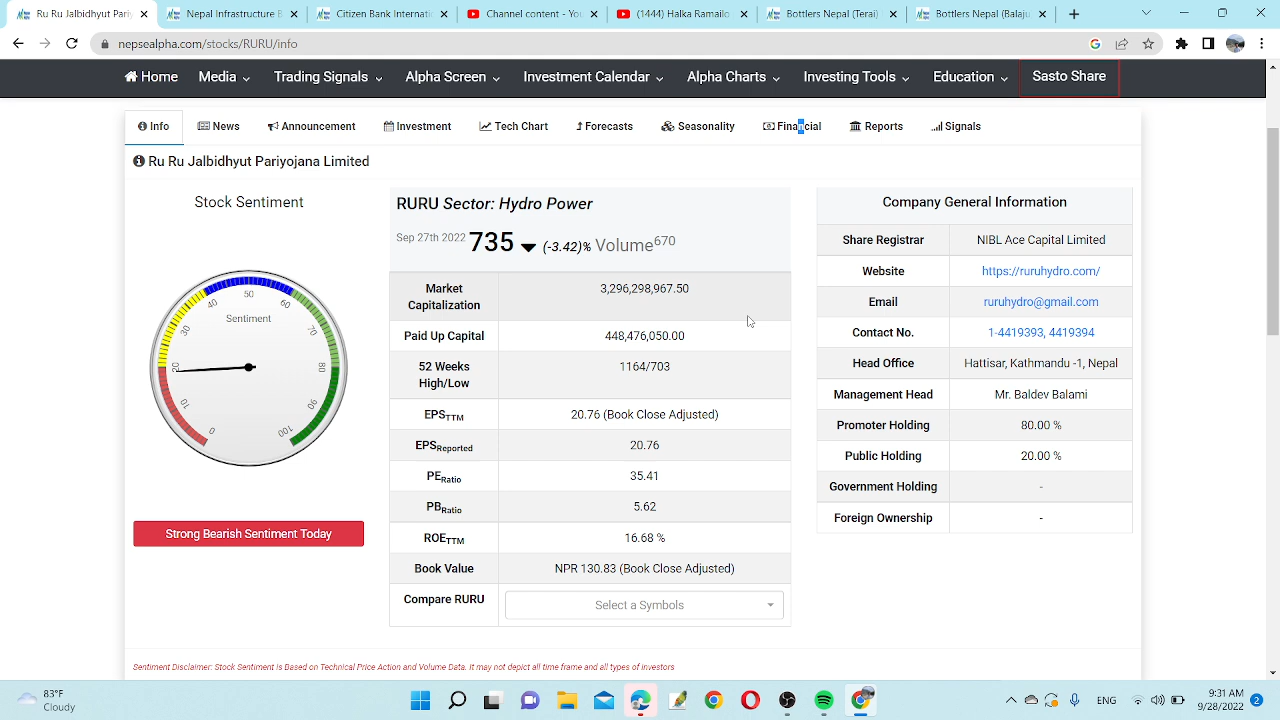 Ru Ru Jalbidhyut Pariy
Nepal Infrastructure B
Citizen Bank Internati
Channel content - You
(1444) Halka Ramailo
Bottlers Nepal (Terai)
Bottlers Nepal (Balaju
nepsealpha.com/stocks/RURU/info
Home
Media
Trading Signals
Alpha Screen
Investment Calendar
Alpha Charts
Investing Tools
Education
Sasto Share
Info
News
Announcement
Investment
Tech Chart
Forecasts
Seasonality
Financial
Reports
Signals
Ru Ru Jalbidhyut Pariyojana Limited
Stock Sentiment
0
10
20
30
40
50
60
70
80
90
100
Sentiment
Strong Bearish Sentiment Today
RURU Sector: Hydro Power
Sep 27th 2022 735 (-3.42)% Volume670
Market Capitalization 3,296,298,967.50
Paid Up Capital 448,476,050.00
52 Weeks High/Low 1164/703
EPSTTM 20.76 (Book Close Adjusted)
EPSReported 20.76
PERatio 35.41
PBRatio 5.62
ROETTM 16.68 %
Book Value NPR 130.83 (Book Close Adjusted)
Compare RURU Select a Symbols
Company General Information
Share Registrar NIBL Ace Capital Limited
Website https://ruruhydro.com/
Email ruruhydro@gmail.com
Contact No. 1-4419393, 4419394
Head Office Hattisar, Kathmandu -1, Nepal
Management Head Mr. Baldev Balami
Promoter Holding 80.00 %
Public Holding 20.00 %
Government Holding -
Foreign Ownership -
Sentiment Disclaimer: Stock Sentiment Is Based on Technical Price Action and Volume Data. It may not depict all time frame and all types of investors
83°F
Cloudy
ENG
9:31 AM
9/28/2022
2